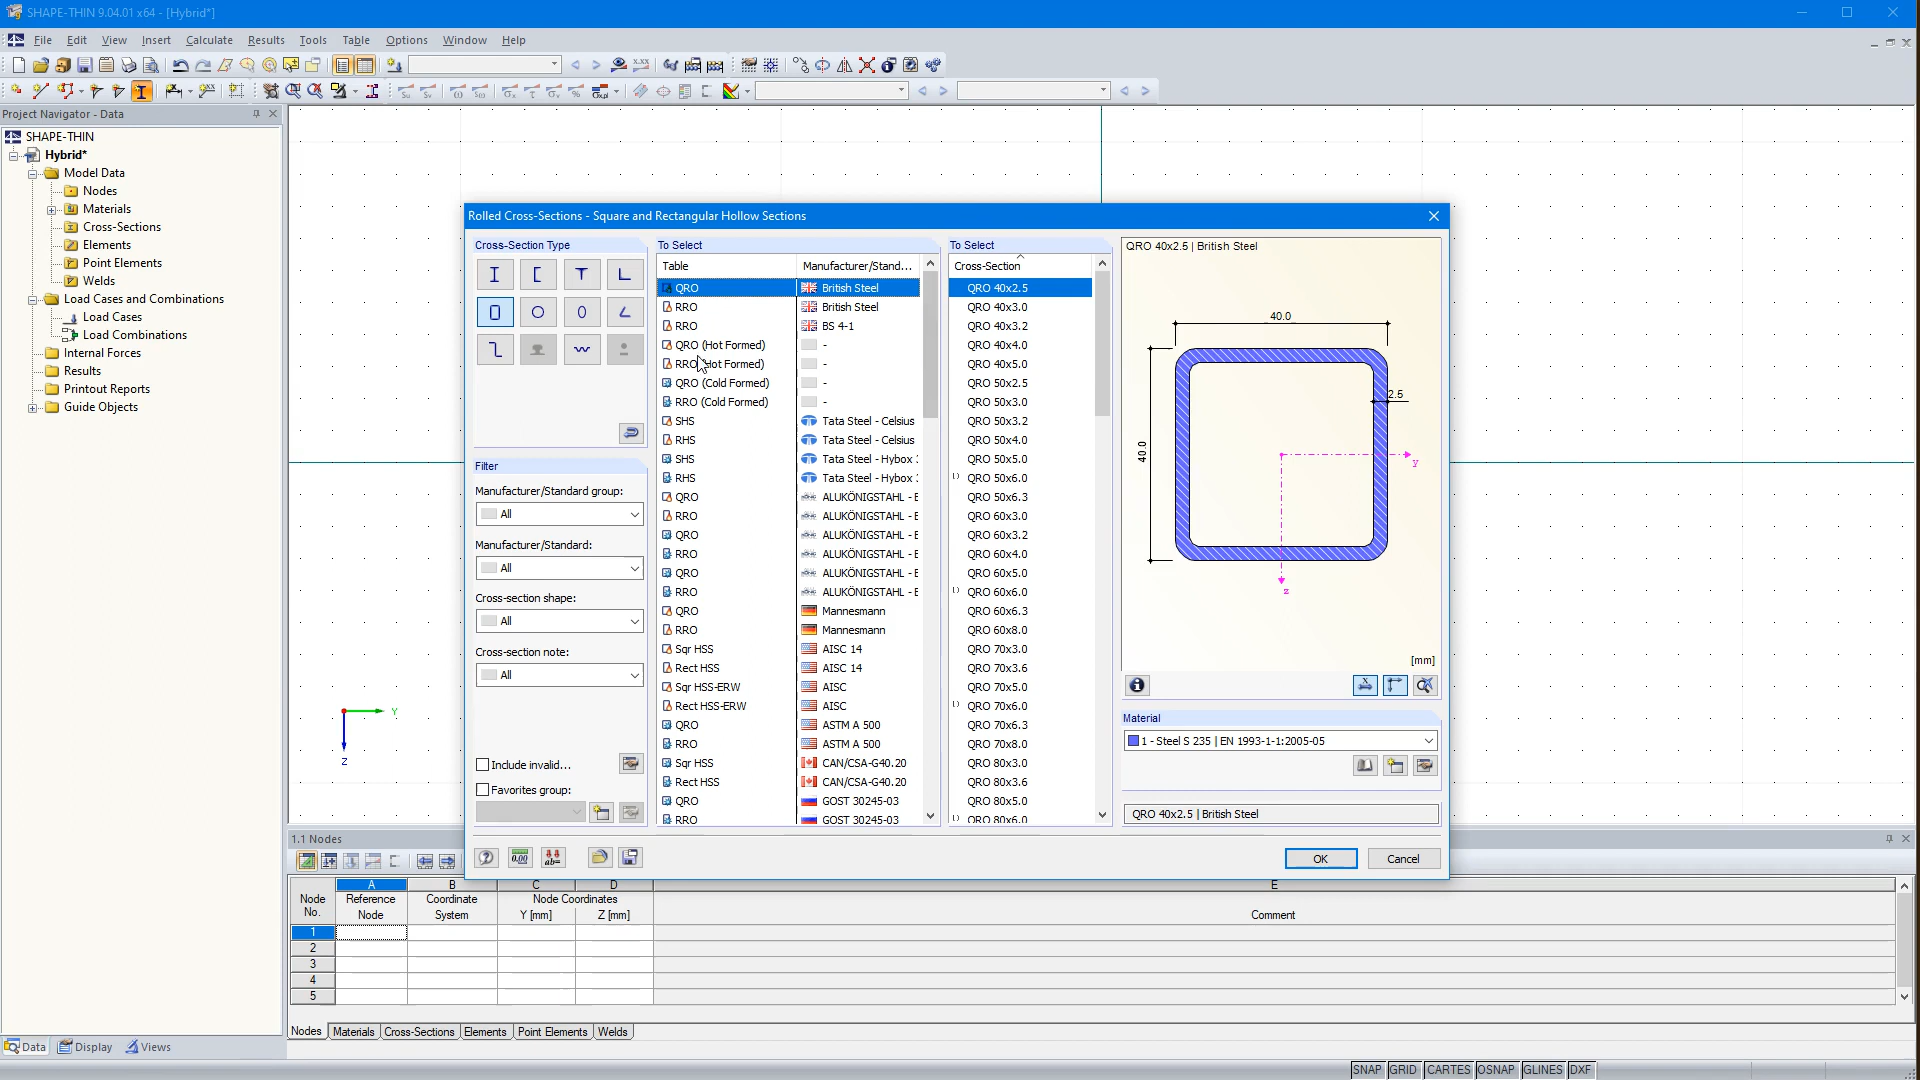 SHAPE-THIN 9.04.01 x64 - [Hybrid*]
File Edit View Insert Calculate Results Tools Table Options Window Help
Project Navigator - Data
SHAPE-THIN
Hybrid*
Model Data
Nodes
Materials
Cross-Sections
Elements
Point Elements
Welds
Load Cases and Combinations
Load Cases
Load Combinations
Internal Forces
Results
Printout Reports
Guide Objects
Data Display Views
Y
Z
Rolled Cross-Sections - Square and Rectangular Hollow Sections
Cross-Section Type
Filter
Manufacturer/Standard group:
All
Manufacturer/Standard:
All
Cross-section shape:
All
Cross-section note:
All
Include invalid...
Favorites group:
To Select
Table Manufacturer/Stand...
QRO British Steel
RRO British Steel
RRO BS 4-1
QRO (Hot Formed) -
RRO (Hot Formed) -
QRO (Cold Formed) -
RRO (Cold Formed) -
SHS Tata Steel - Celsius
RHS Tata Steel - Celsius
SHS Tata Steel - Hybox
RHS Tata Steel - Hybox
QRO ALUKÖNIGSTAHL - E
RRO ALUKÖNIGSTAHL - E
QRO ALUKÖNIGSTAHL - E
RRO ALUKÖNIGSTAHL - E
QRO ALUKÖNIGSTAHL - E
RRO ALUKÖNIGSTAHL - E
QRO Mannesmann
RRO Mannesmann
Sqr HSS AISC 14
Rect HSS AISC 14
Sqr HSS-ERW AISC
Rect HSS-ERW AISC
QRO ASTM A 500
RRO ASTM A 500
Sqr HSS CAN/CSA-G40.20
Rect HSS CAN/CSA-G40.20
QRO GOST 30245-03
RRO GOST 30245-03
To Select
Cross-Section
QRO 40x2.5
QRO 40x3.0
QRO 40x3.2
QRO 40x4.0
QRO 40x5.0
QRO 50x2.5
QRO 50x3.0
QRO 50x3.2
QRO 50x4.0
QRO 50x5.0
QRO 50x6.0
QRO 50x6.3
QRO 60x3.0
QRO 60x3.2
QRO 60x4.0
QRO 60x5.0
QRO 60x6.0
QRO 60x6.3
QRO 60x8.0
QRO 70x3.0
QRO 70x3.6
QRO 70x5.0
QRO 70x6.0
QRO 70x6.3
QRO 70x8.0
QRO 80x3.0
QRO 80x3.6
QRO 80x5.0
QRO 80x6.0
QRO 40x2.5 | British Steel
40.0
2.5
40.0
y
z
[mm]
Material
1 - Steel S 235 | EN 1993-1-1:2005-05
QRO 40x2.5 | British Steel
OK Cancel
1.1 Nodes
A B C D E
Node No. Reference Node Coordinate System Node Coordinates Y [mm] Z [mm] Comment
1
2
3
4
5
Nodes Materials Cross-Sections Elements Point Elements Welds
SNAP GRID CARTES OSNAP GLINES DXF